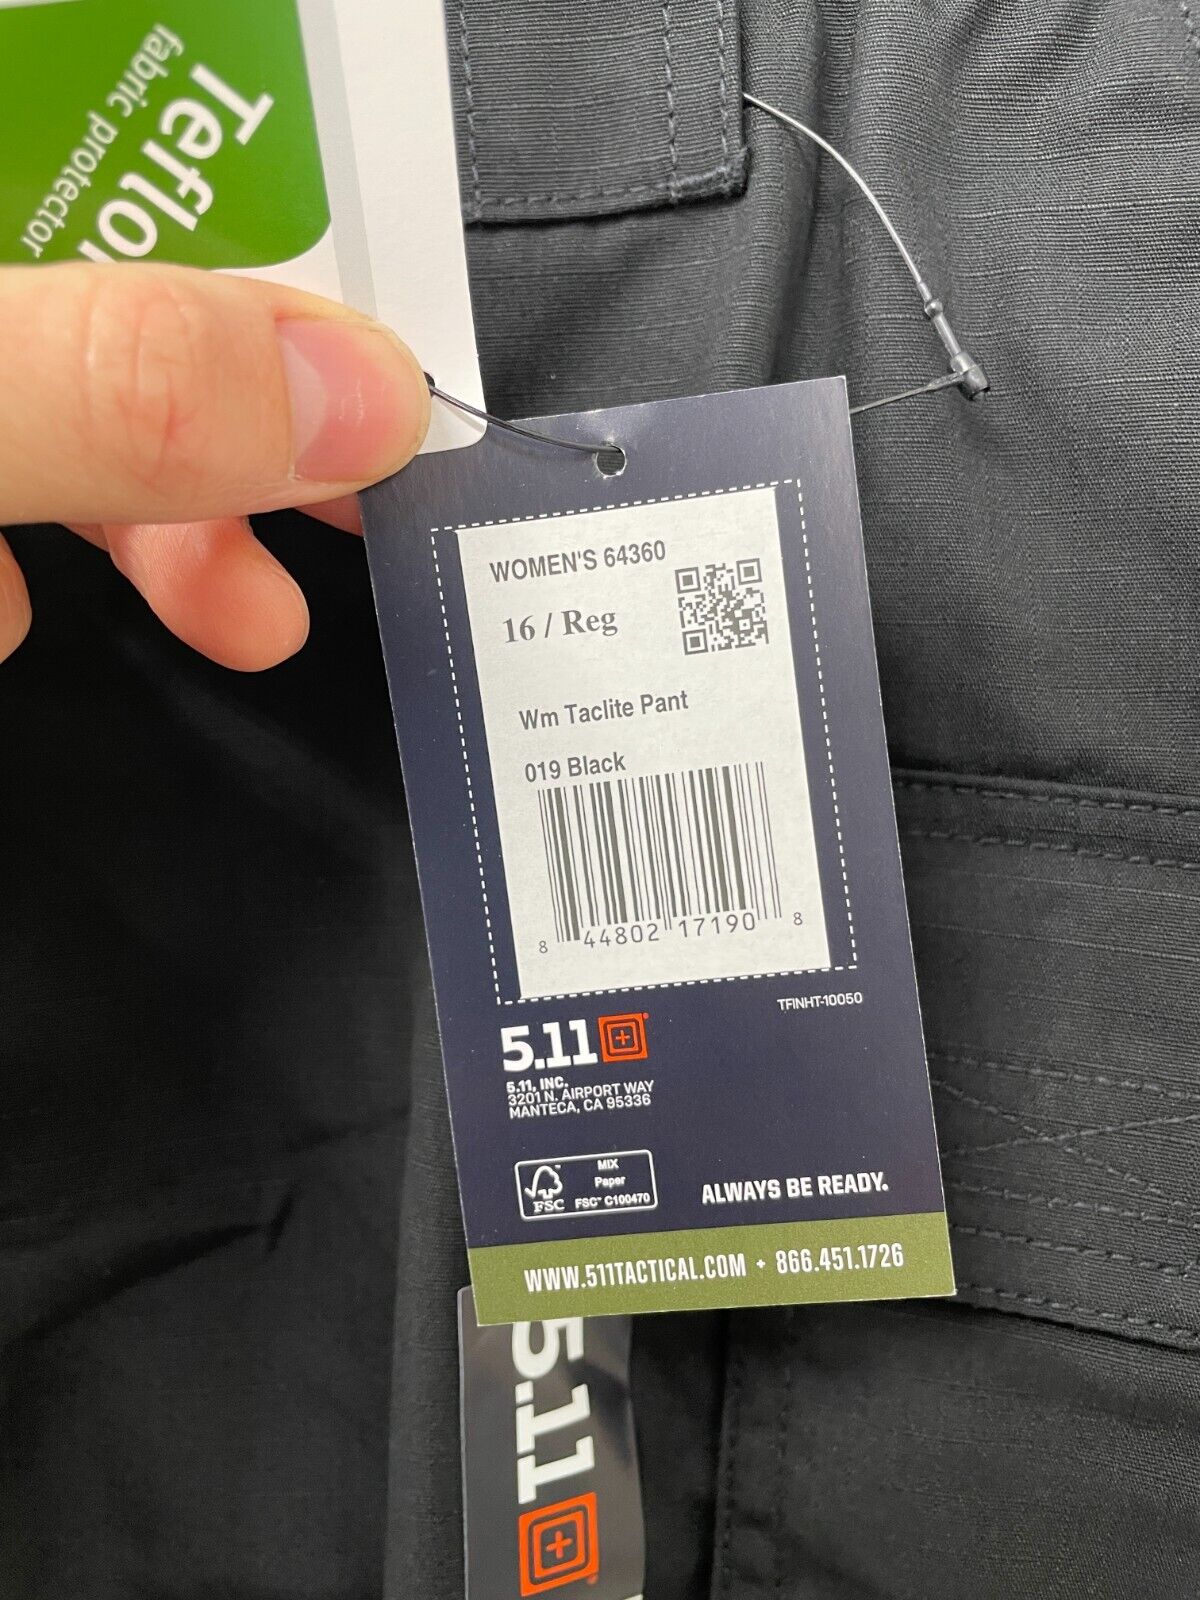 Teflon
fabric protector
WOMEN'S 64360
16 / Reg
Wm Taclite Pant
019 Black
8 44802 17190 8
TFINHT-10050
5.11
5.11, INC.
3201 N. AIRPORT WAY
MANTECA, CA 95336
FSC
MIX
Paper
FSC™ C100470
ALWAYS BE READY.
WWW.511TACTICAL.COM • 866.451.1726
5.11